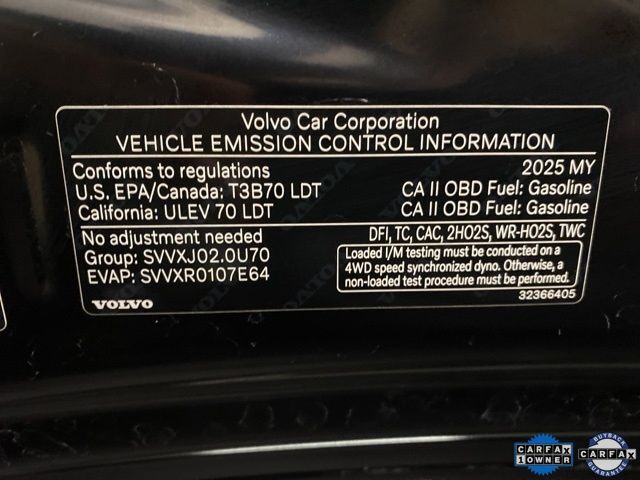 Volvo Car Corporation
VEHICLE EMISSION CONTROL INFORMATION
Conforms to regulations 2025 MY
U.S. EPA/Canada: T3B70 LDT CA II OBD Fuel: Gasoline
California: ULEV 70 LDT CA II OBD Fuel: Gasoline
No adjustment needed DFI, TC, CAC, 2HO2S, WR-HO2S, TWC
Group: SVVXJ02.0U70
EVAP: SVVXR0107E64
Loaded I/M testing must be conducted on a
4WD speed synchronized dyno. Otherwise, a
non-loaded test procedure must be performed.
VOLVO
32366405
CARFAX
1 OWNER
BUYBACK
CARFAX
GUARANTEE